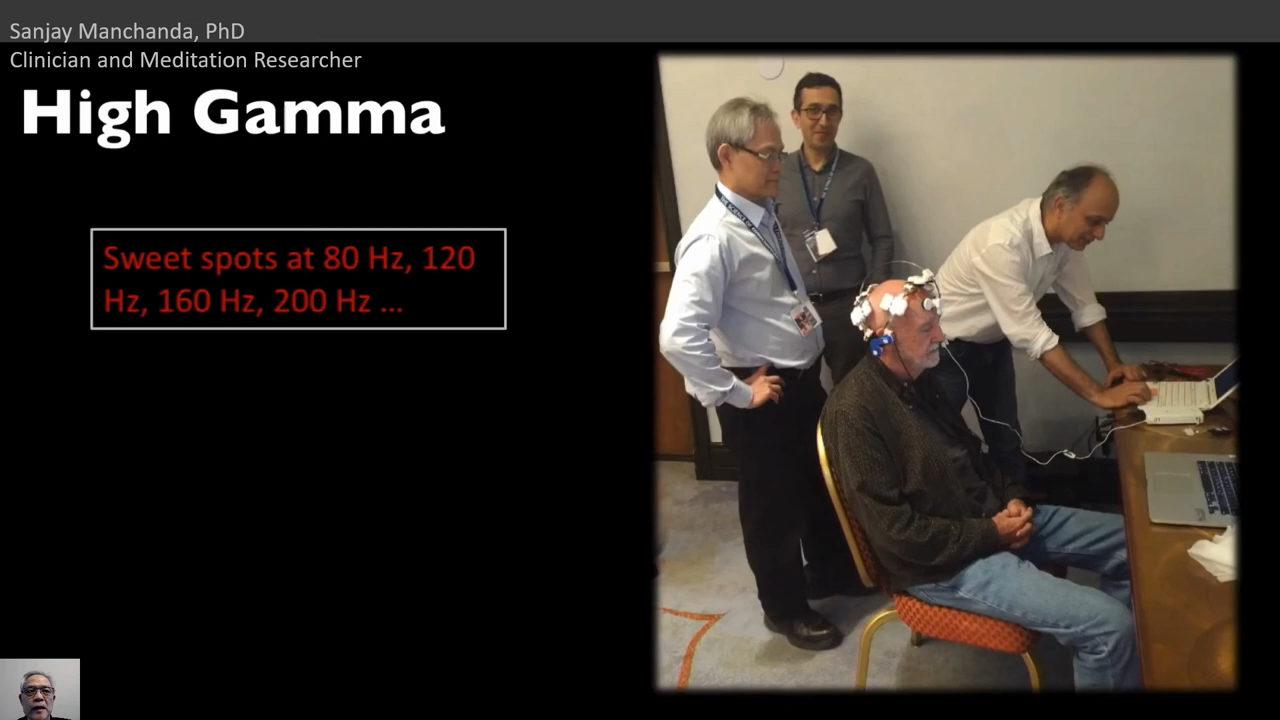 Sanjay Manchanda, PhD
Clinician and Meditation Researcher
High Gamma
Sweet spots at 80 Hz, 120
Hz, 160 Hz, 200 Hz ...